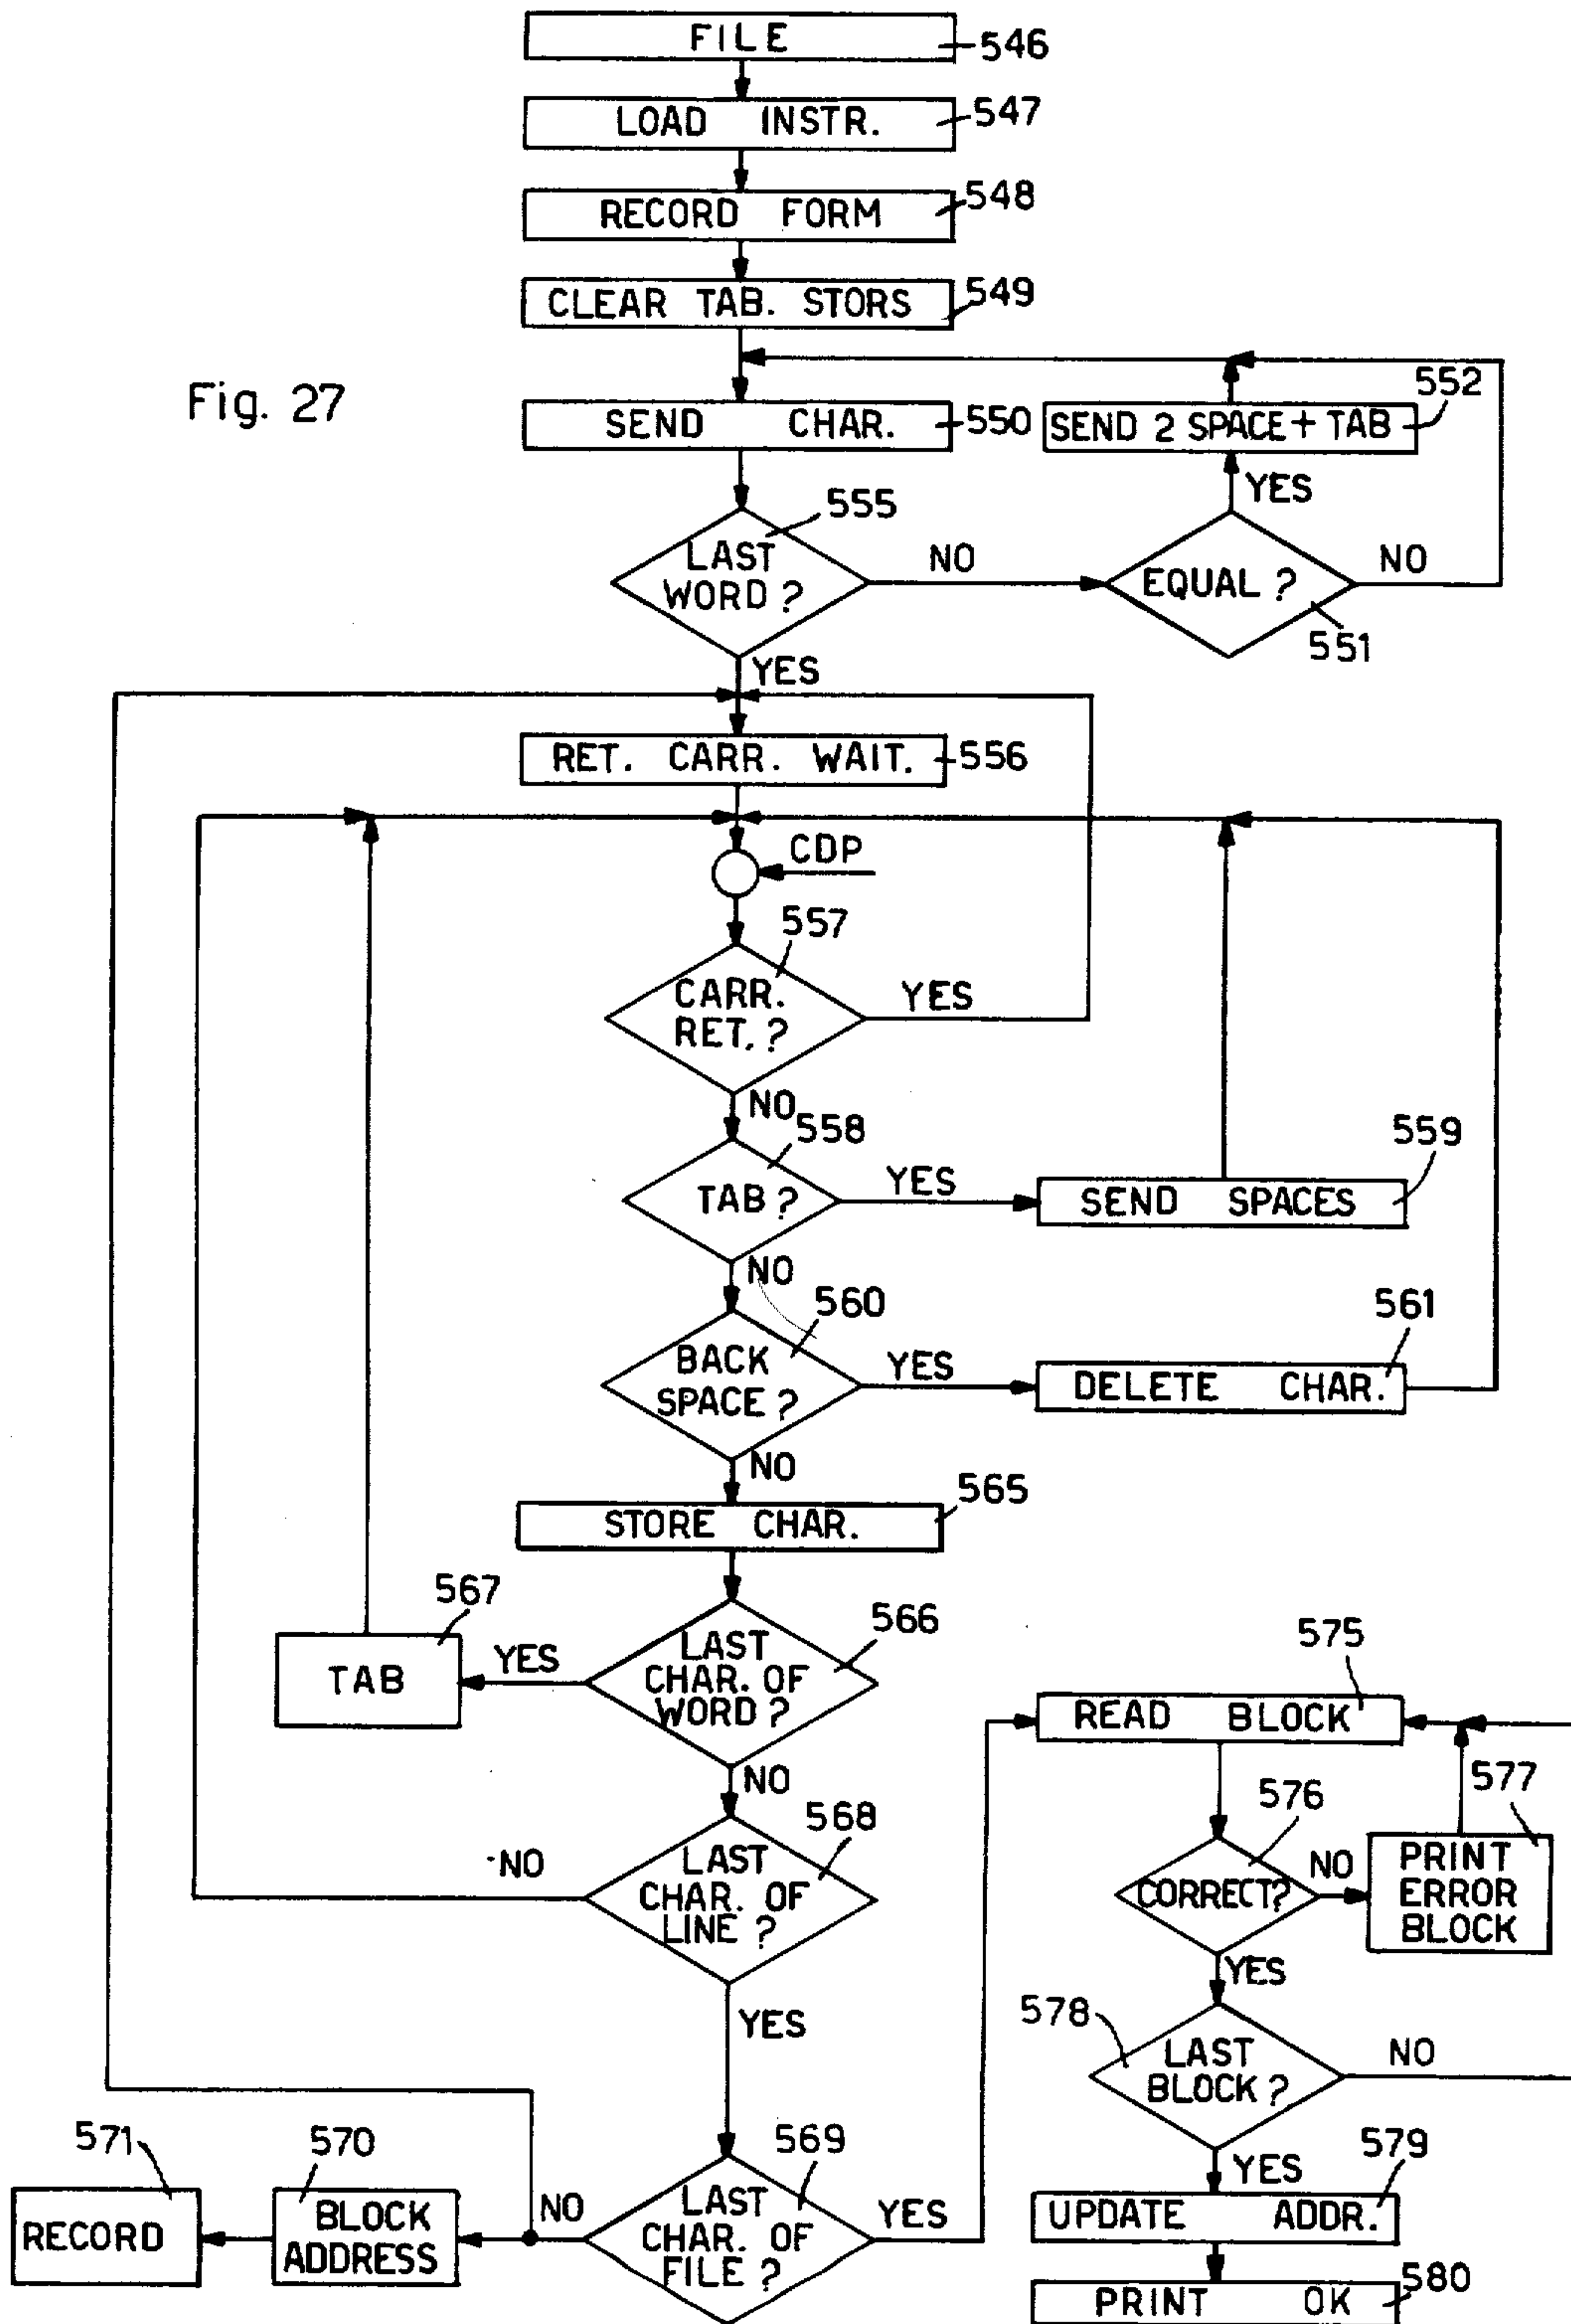 FILE
546
LOAD INSTR.
547
RECORD FORM
548
CLEAR TAB. STORS
549
Fig. 27
SEND CHAR.
550
SEND 2 SPACE + TAB
552
YES
555
LAST
WORD ?
NO
EQUAL ?
NO
551
YES
RET. CARR. WAIT.
556
CDP
557
CARR.
RET. ?
YES
NO
558
TAB ?
YES
SEND SPACES
559
NO
560
BACK
SPACE ?
YES
DELETE CHAR.
561
NO
STORE CHAR.
565
566
LAST
CHAR. OF
WORD ?
YES
567
TAB
NO
568
LAST
CHAR. OF
LINE ?
NO
YES
569
LAST
CHAR. OF
FILE ?
NO
570
BLOCK
ADDRESS
571
RECORD
YES
575
READ BLOCK
576
CORRECT?
NO
577
PRINT
ERROR
BLOCK
YES
578
LAST
BLOCK ?
NO
YES
579
UPDATE ADDR.
PRINT OK
580